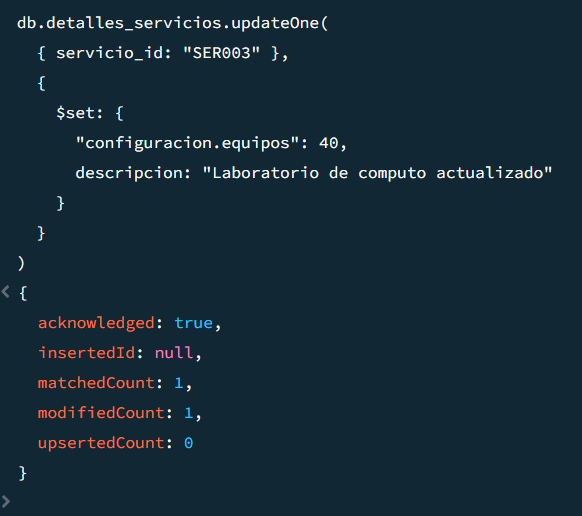 db.detalles_servicios.updateOne(
  { servicio_id: "SER003" },
  {
    $set: {
      "configuracion.equipos": 40,
      descripcion: "Laboratorio de computo actualizado"
    }
  }
)
< {
  acknowledged: true,
  insertedId: null,
  matchedCount: 1,
  modifiedCount: 1,
  upsertedCount: 0
}
>